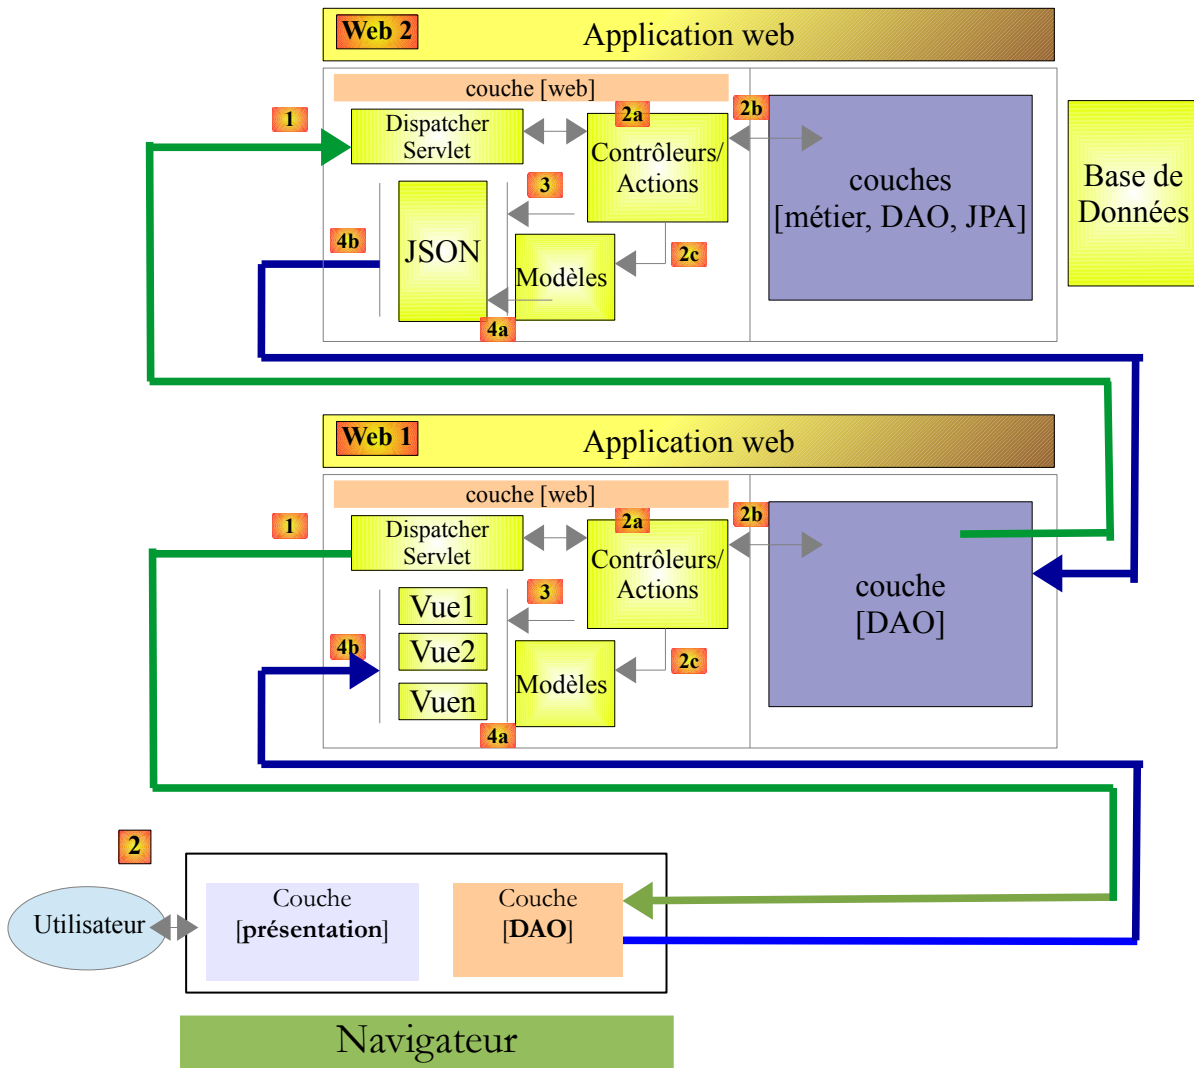 Web 2
Application web
couche [web]
1
Dispatcher
Servlet
2a
Contrôleurs/
Actions
2b
couches
[métier, DAO, JPA]
Base de
Données
3
4b
JSON
Modèles
2c
4a
Web 1
Application web
couche [web]
1
Dispatcher
Servlet
2a
Contrôleurs/
Actions
2b
couche
[DAO]
3
Vue1
4b
Vue2
Vuen
Modèles
2c
4a
2
Utilisateur
Couche
[présentation]
Couche
[DAO]
Navigateur